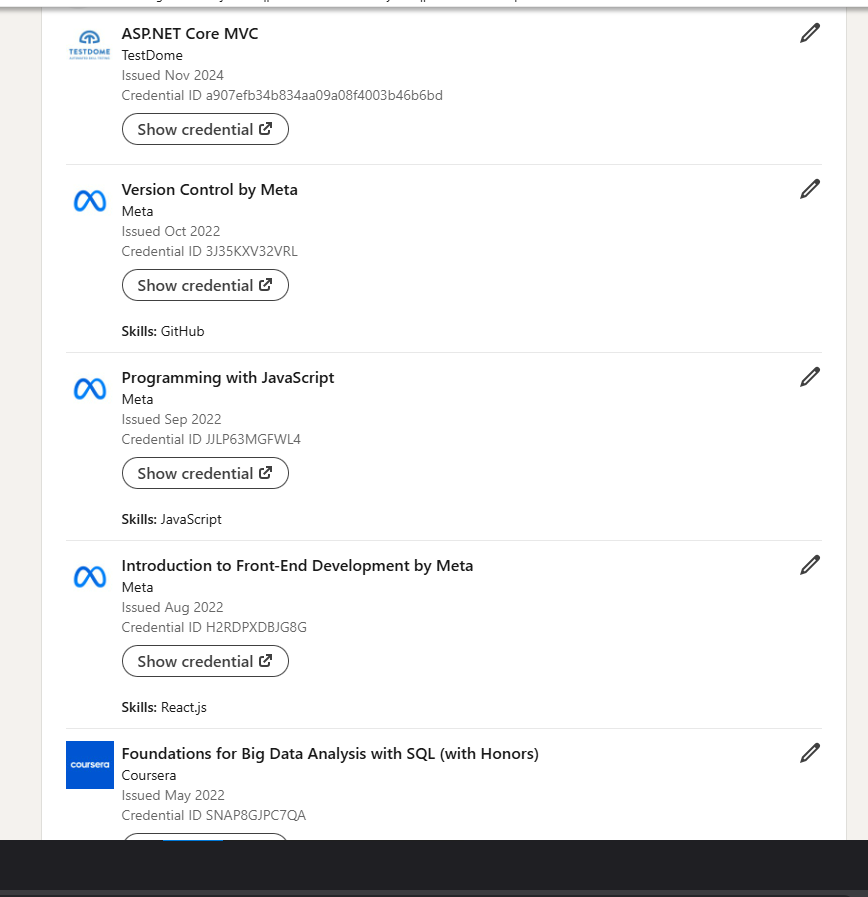 ASP.NET Core MVC
TESTDOME
TestDome
Issued Nov 2024
Credential ID a907efb34b834aa09a08f4003b46b6bd
Show credential
Version Control by Meta
Meta
Issued Oct 2022
Credential ID 3J35KXV32VRL
Show credential
Skills: GitHub
Programming with JavaScript
Meta
Issued Sep 2022
Credential ID JJLP63MGFWL4
Show credential
Skills: JavaScript
Introduction to Front-End Development by Meta
Meta
Issued Aug 2022
Credential ID H2RDPXDBJG8G
Show credential
Skills: React.js
Foundations for Big Data Analysis with SQL (with Honors)
coursera
Coursera
Issued May 2022
Credential ID SNAP8GJPC7QA